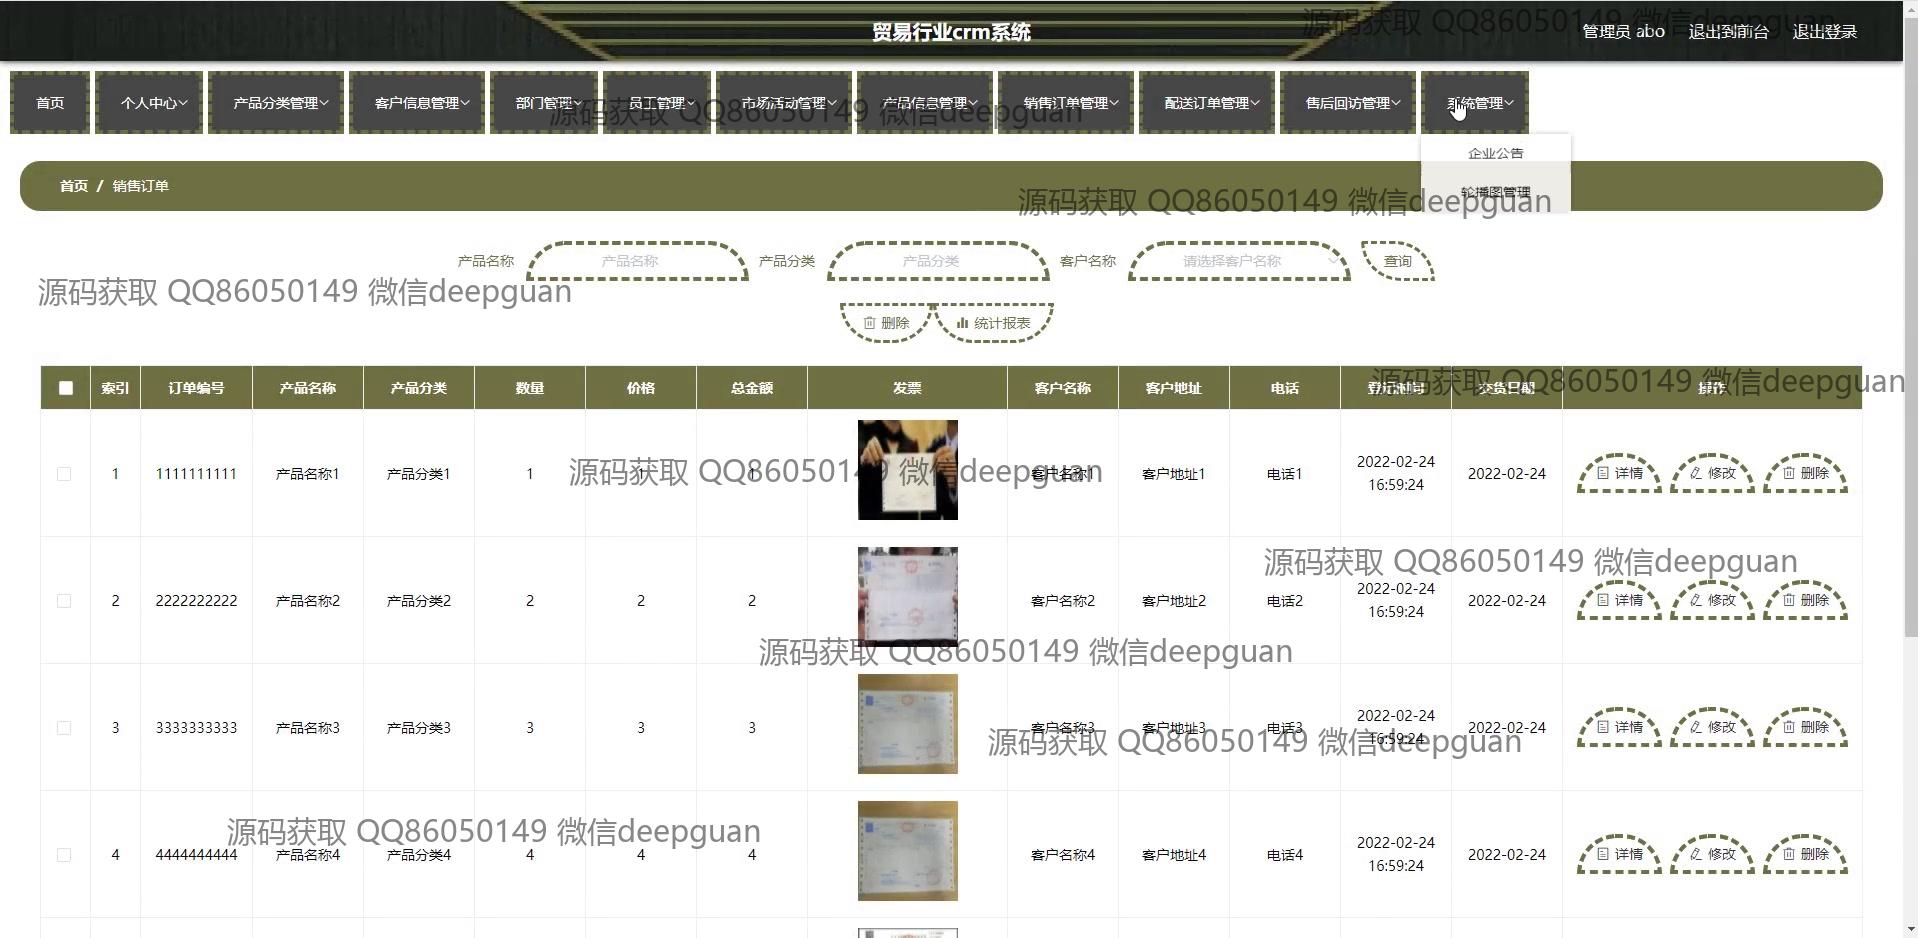 贸易行业crm系统
管理员 abo 退出到前台 退出登录
源码获取 QQ86050149 微信deepguan
首页 个人中心 产品分类管理 客户信息管理 部门管理 员工管理 市场活动管理 产品信息管理 销售订单管理 配送订单管理 售后回访管理 系统管理
源码获取 QQ86050149 微信deepguan
企业公告
轮播图管理
首页 / 销售订单
源码获取 QQ86050149 微信deepguan
产品名称 产品名称 产品分类 产品分类 客户名称 请选择客户名称 查询
源码获取 QQ86050149 微信deepguan
删除 统计报表
索引 订单编号 产品名称 产品分类 数量 价格 总金额 发票 客户名称 客户地址 电话 登记时间 交货日期 操作
源码获取 QQ86050149 微信deepguan
1 1111111111 产品名称1 产品分类1 1 1 1 客户名称1 客户地址1 电话1 2022-02-24 16:59:24 2022-02-24 详情 修改 删除
源码获取 QQ86050149 微信deepguan
源码获取 QQ86050149 微信deepguan
2 2222222222 产品名称2 产品分类2 2 2 2 客户名称2 客户地址2 电话2 2022-02-24 16:59:24 2022-02-24 详情 修改 删除
源码获取 QQ86050149 微信deepguan
3 3333333333 产品名称3 产品分类3 3 3 3 客户名称3 客户地址3 电话3 2022-02-24 16:59:24 2022-02-24 详情 修改 删除
源码获取 QQ86050149 微信deepguan
源码获取 QQ86050149 微信deepguan
4 4444444444 产品名称4 产品分类4 4 4 4 客户名称4 客户地址4 电话4 2022-02-24 16:59:24 2022-02-24 详情 修改 删除